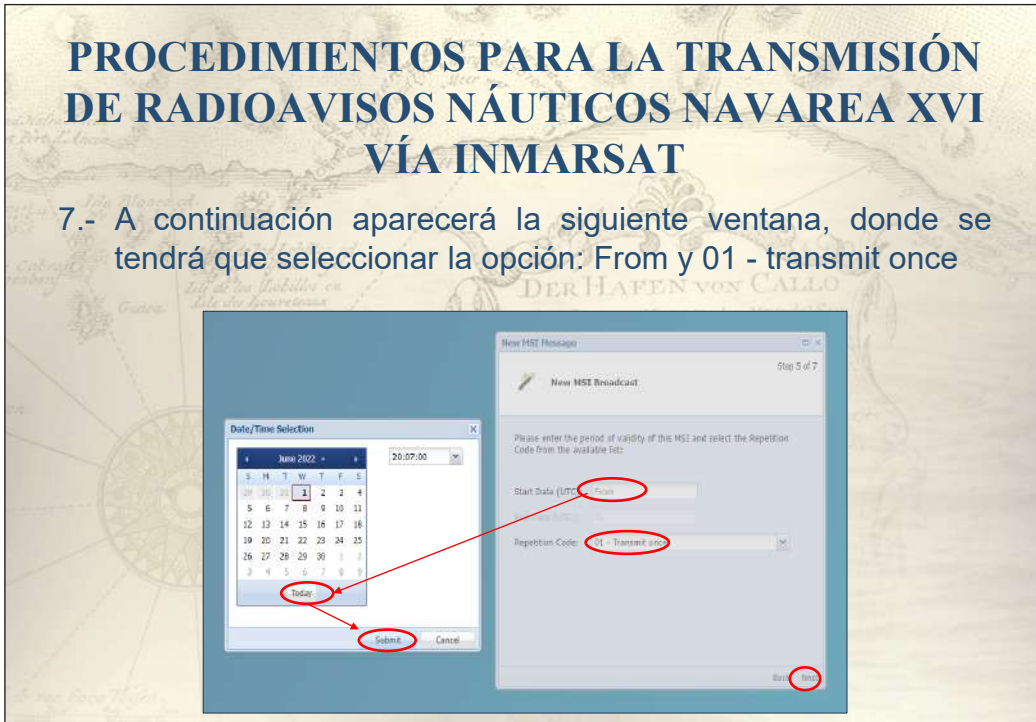 PROCEDIMIENTOS PARA LA TRANSMISIÓN
DE RADIOAVISOS NÁUTICOS NAVAREA XVI
VÍA INMARSAT
7.- A continuación aparecerá la siguiente ventana, donde se
tendrá que seleccionar la opción: From y 01 - transmit once
DER HAFEN VON CALLO
New MSI Message
Step 5 of 7
New MSI Broadcast
Please enter the period of validity of this MSI and select the Repetition
Code from the available list:
Start Date (UTC) From
Repetition Code: 01 - Transmit once
Back Next
Date/Time Selection
June 2022
20:07:00
S M T W T F S
29 30 31 1 2 3 4
5 6 7 8 9 10 11
12 13 14 15 16 17 18
19 20 21 22 23 24 25
26 27 28 29 30 1 2
3 4 5 6 7 8 9
Today
Submit Cancel